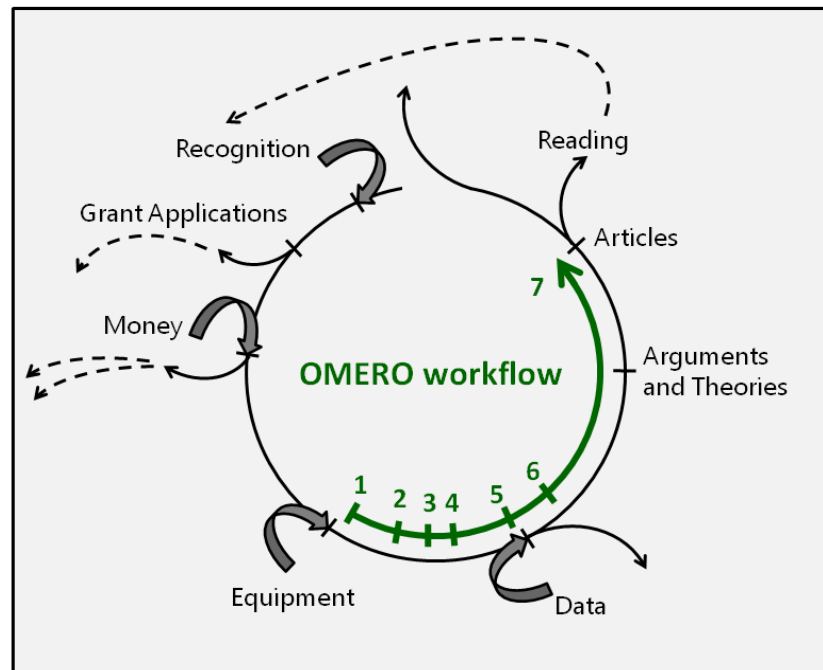 Recognition
Reading
Grant Applications
Articles
7
Money
OMERO workflow
Arguments
and Theories
1
2
3
4
5
6
Equipment
Data